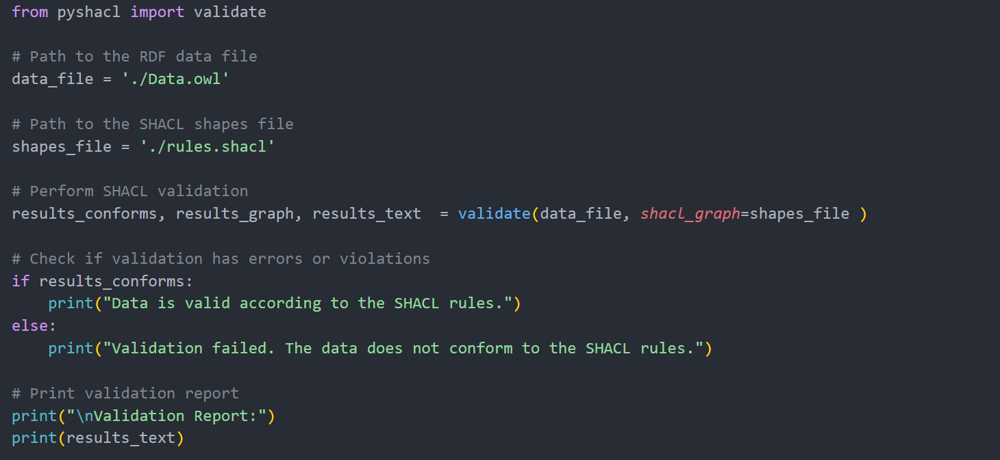 from pyshacl import validate
# Path to the RDF data file
data_file = './Data.owl'
# Path to the SHACL shapes file
shapes_file = './rules.shacl'
# Perform SHACL validation
results_conforms, results_graph, results_text  = validate(data_file, shacl_graph=shapes_file )
# Check if validation has errors or violations
if results_conforms:
    print("Data is valid according to the SHACL rules.")
else:
    print("Validation failed. The data does not conform to the SHACL rules.")
# Print validation report
print("\nValidation Report:")
print(results_text)